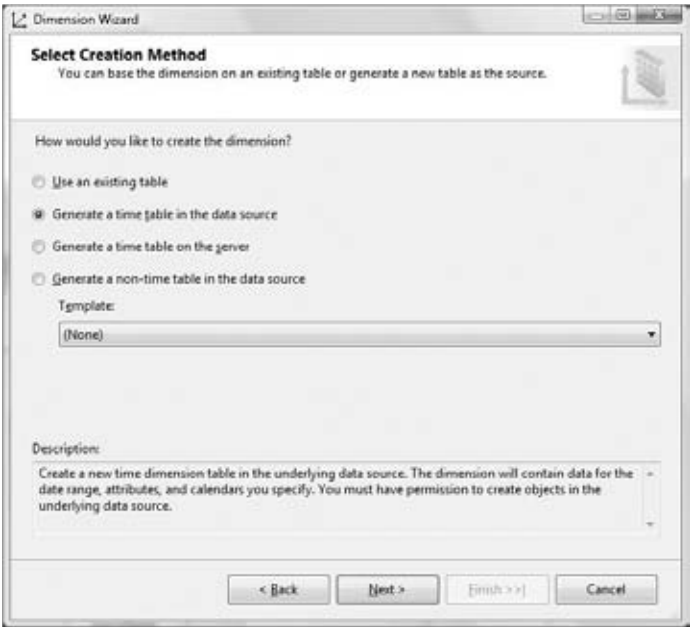 Dimension Wizard
Select Creation Method
You can base the dimension on an existing table or generate a new table as the source.
How would you like to create the dimension?
Use an existing table
Generate a time table in the data source
Generate a time table on the server
Generate a non-time table in the data source
Template:
(None)
Description:
Create a new time dimension table in the underlying data source. The dimension will contain data for the
date range, attributes, and calendars you specify. You must have permission to create objects in the
underlying data source.
< Back Next > Finish >>| Cancel